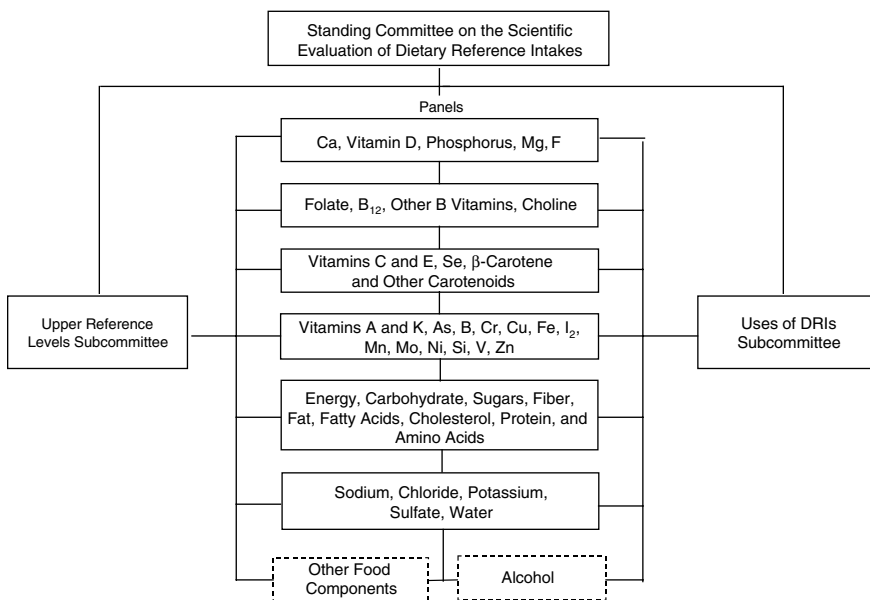 Standing Committee on the Scientific
Evaluation of Dietary Reference Intakes
Panels
Ca, Vitamin D, Phosphorus, Mg, F
Folate, B₁₂, Other B Vitamins, Choline
Vitamins C and E, Se, β-Carotene
and Other Carotenoids
Upper Reference
Levels Subcommittee
Vitamins A and K, As, B, Cr, Cu, Fe, I₂,
Mn, Mo, Ni, Si, V, Zn
Uses of DRIs
Subcommittee
Energy, Carbohydrate, Sugars, Fiber,
Fat, Fatty Acids, Cholesterol, Protein, and
Amino Acids
Sodium, Chloride, Potassium,
Sulfate, Water
Other Food
Components
Alcohol